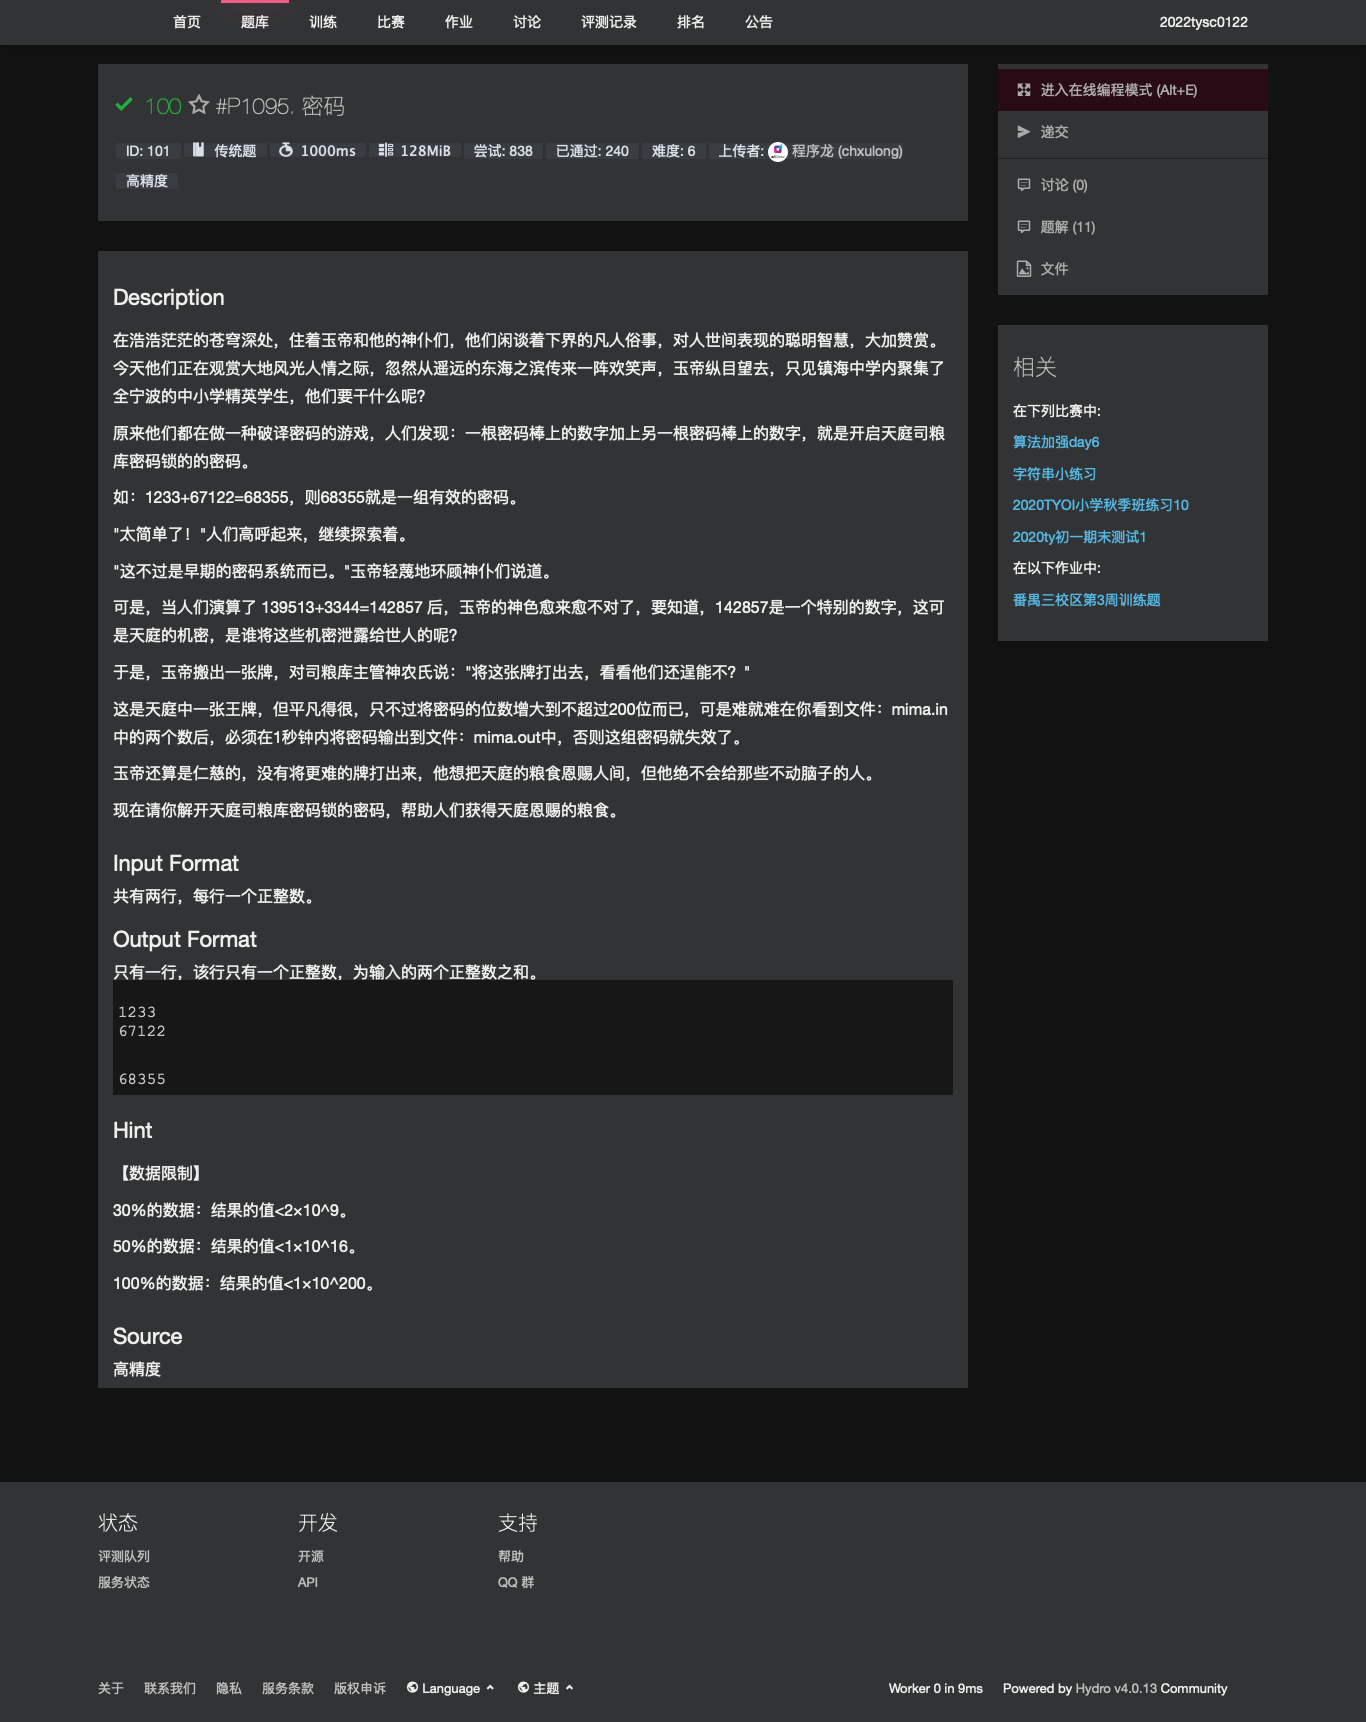 首页 题库 训练 比赛 作业 讨论 评测记录 排名 公告 2022tysc0122
100 #P1095. 密码
ID: 101 传统题 1000ms 128MiB 尝试: 838 已通过: 240 难度: 6 上传者: 程序龙 (chxulong)
高精度
进入在线编程模式 (Alt+E)
递交
讨论 (0)
题解 (11)
文件
Description
在浩浩茫茫的苍穹深处，住着玉帝和他的神仆们，他们闲谈着下界的凡人俗事，对人世间表现的聪明智慧，大加赞赏。
今天他们正在观赏大地风光人情之际，忽然从遥远的东海之滨传来一阵欢笑声，玉帝纵目望去，只见镇海中学内聚集了
全宁波的中小学精英学生，他们要干什么呢?
原来他们都在做一种破译密码的游戏，人们发现：一根密码棒上的数字加上另一根密码棒上的数字，就是开启天庭司粮
库密码锁的的密码。
如：1233+67122=68355，则68355就是一组有效的密码。
"太简单了！"人们高呼起来，继续探索着。
"这不过是早期的密码系统而已。"玉帝轻蔑地环顾神仆们说道。
可是，当人们演算了 139513+3344=142857 后，玉帝的神色愈来愈不对了，要知道，142857是一个特别的数字，这可
是天庭的机密，是谁将这些机密泄露给世人的呢?
于是，玉帝搬出一张牌，对司粮库主管神农氏说："将这张牌打出去，看看他们还逞能不？"
这是天庭中一张王牌，但平凡得很，只不过将密码的位数增大到不超过200位而已，可是难就难在你看到文件：mima.in
中的两个数后，必须在1秒钟内将密码输出到文件：mima.out中，否则这组密码就失效了。
玉帝还算是仁慈的，没有将更难的牌打出来，他想把天庭的粮食恩赐人间，但他绝不会给那些不动脑子的人。
现在请你解开天庭司粮库密码锁的密码，帮助人们获得天庭恩赐的粮食。
Input Format
共有两行，每行一个正整数。
Output Format
只有一行，该行只有一个正整数，为输入的两个正整数之和。
1233
67122
68355
Hint
【数据限制】
30%的数据：结果的值<2×10^9。
50%的数据：结果的值<1×10^16。
100%的数据：结果的值<1×10^200。
Source
高精度
相关
在下列比赛中:
算法加强day6
字符串小练习
2020TYOI小学秋季班练习10
2020ty初一期末测试1
在以下作业中:
番禺三校区第3周训练题
状态 开发 支持
评测队列 开源 帮助
服务状态 API QQ 群
关于 联系我们 隐私 服务条款 版权申诉 Language 主题 Worker 0 in 9ms Powered by Hydro v4.0.13 Community